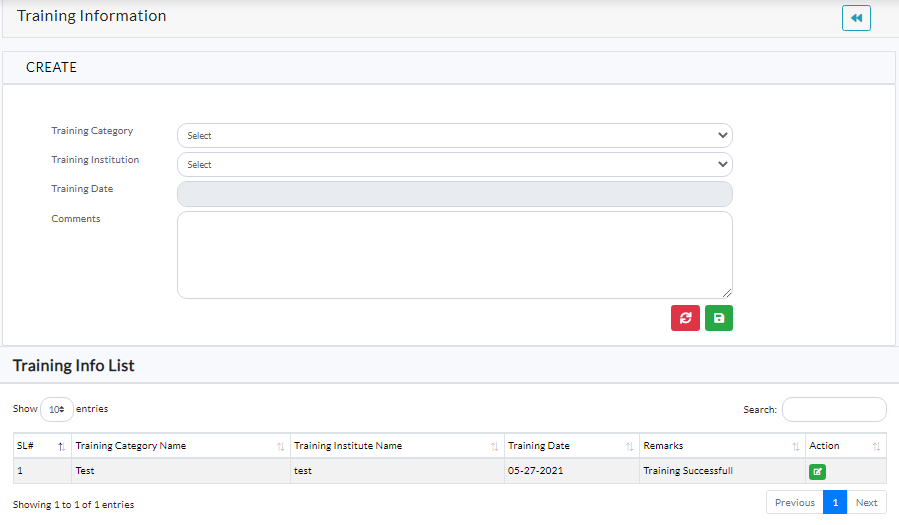 Training Information
CREATE
Training Category
Select
Training Institution
Select
Training Date
Comments
Training Info List
Show 10 entries
Search:
SL# Training Category Name Training Institute Name Training Date Remarks Action
1 Test test 05-27-2021 Training Successfull
Showing 1 to 1 of 1 entries
Previous 1 Next